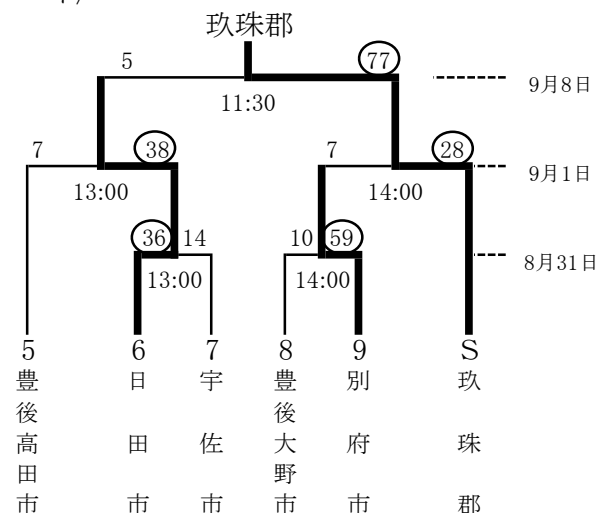 玖珠郡
5 77
9月8日
11:30
7 38 7 28
9月1日
13:00 14:00
36 14 10 59
8月31日
13:00 14:00
5 6 7 8 9 S
豊後高田市
日田市
宇佐市
豊後大野市
別府市
玖珠郡